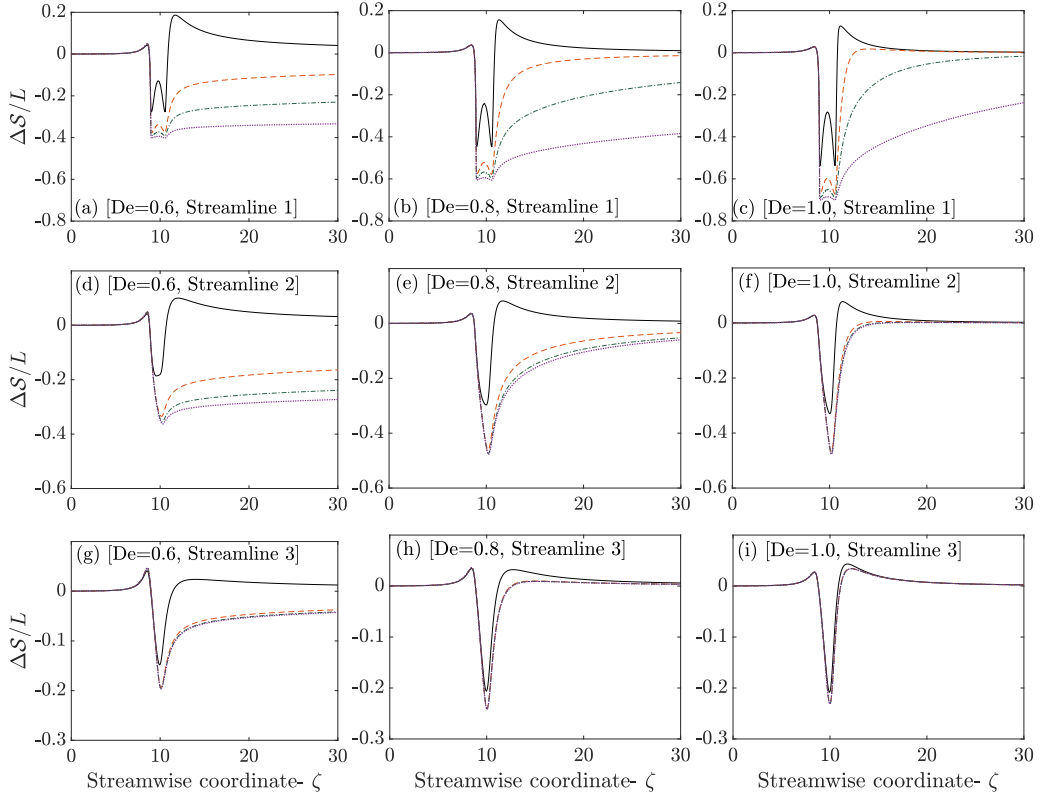 0.2
0.2
0.2
0
0
0
-0.2
-0.2
-0.2
-0.4
-0.4
-0.4
-0.6
-0.6
-0.6
-0.8
0.8
0.8
ΔS/L
(a) [De=0.6, Streamline 1]
(b) [De=0.8, Streamline 1]
(c) [De=1.0, Streamline 1]
0 10 20 30
0 10 20 30
0 10 20 30
(d) [De=0.6, Streamline 2]
(e) [De=0.8, Streamline 2]
(f) [De=1.0, Streamline 2]
0
0
0
-0.2
-0.2
-0.2
-0.4
-0.4
-0.4
-0.6
-0.6
-0.6
ΔS/L
0 10 20 30
0 10 20 30
0 10 20 30
(g) [De=0.6, Streamline 3]
(h) [De=0.8, Streamline 3]
(i) [De=1.0, Streamline 3]
0
0
0
-0.1
-0.1
-0.1
-0.2
-0.2
-0.2
-0.3
-0.3
-0.3
ΔS/L
0 10 20 30
0 10 20 30
0 10 20 30
Streamwise coordinate- ζ
Streamwise coordinate- ζ
Streamwise coordinate- ζ